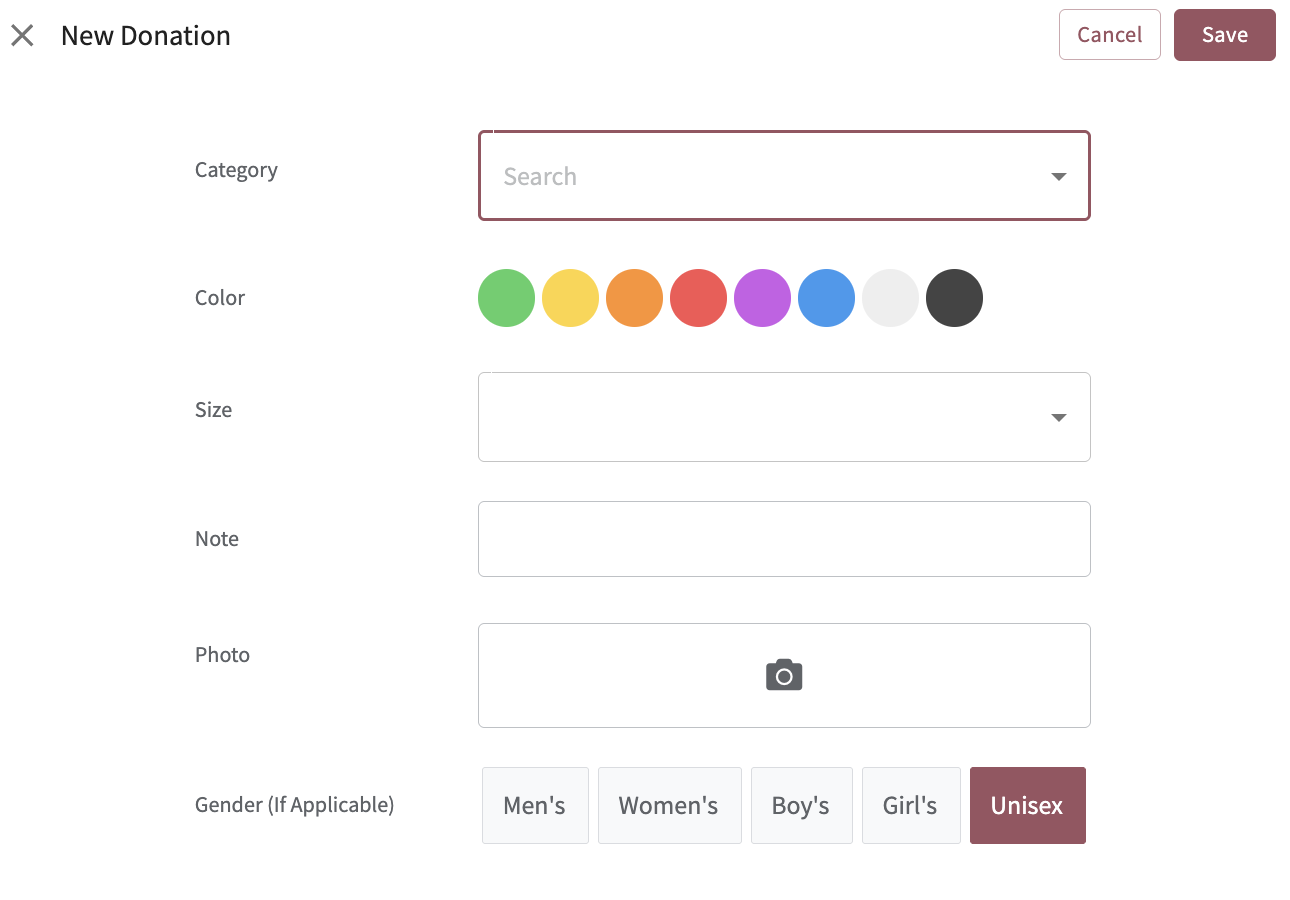 New Donation
Cancel
Save
Category
Search
Color
Size
Note
Photo
Gender (If Applicable)
Men's
Women's
Boy's
Girl's
Unisex